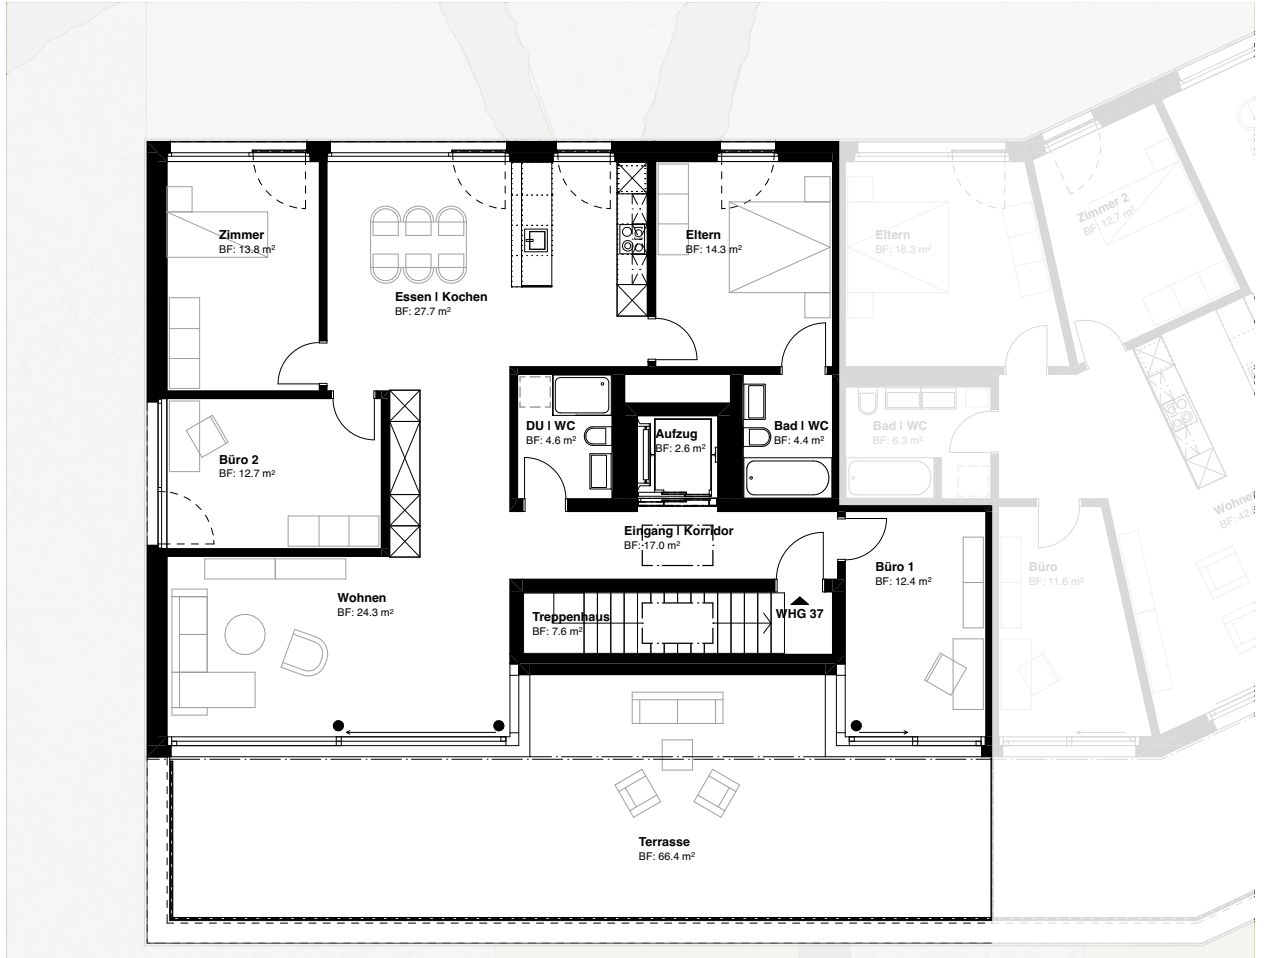 Zimmer
BF: 13.8 m²
Essen | Kochen
BF: 27.7 m²
Eltern
BF: 14.3 m²
Eltern
BF: 16.3 m²
Zimmer 2
BF: 12.7 m²
Büro 2
BF: 12.7 m²
DU | WC
BF: 4.6 m²
Aufzug
BF: 2.6 m²
Bad | WC
BF: 4.4 m²
Bad | WC
BF: 6.3 m²
Eingang | Korridor
BF: 17.0 m²
Büro 1
BF: 12.4 m²
Büro
BF: 11.6 m²
Wohnen
BF: 24.3 m²
Treppenhaus
BF: 7.6 m²
WHG 37
Terrasse
BF: 66.4 m²